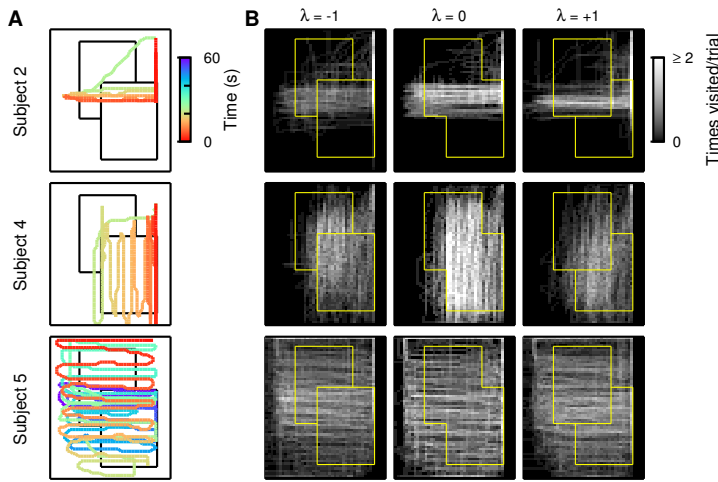 A
B
λ = -1
λ = 0
λ = +1
Subject 2
60
0
Time (s)
≥ 2
0
Times visited/trial
Subject 4
Subject 5